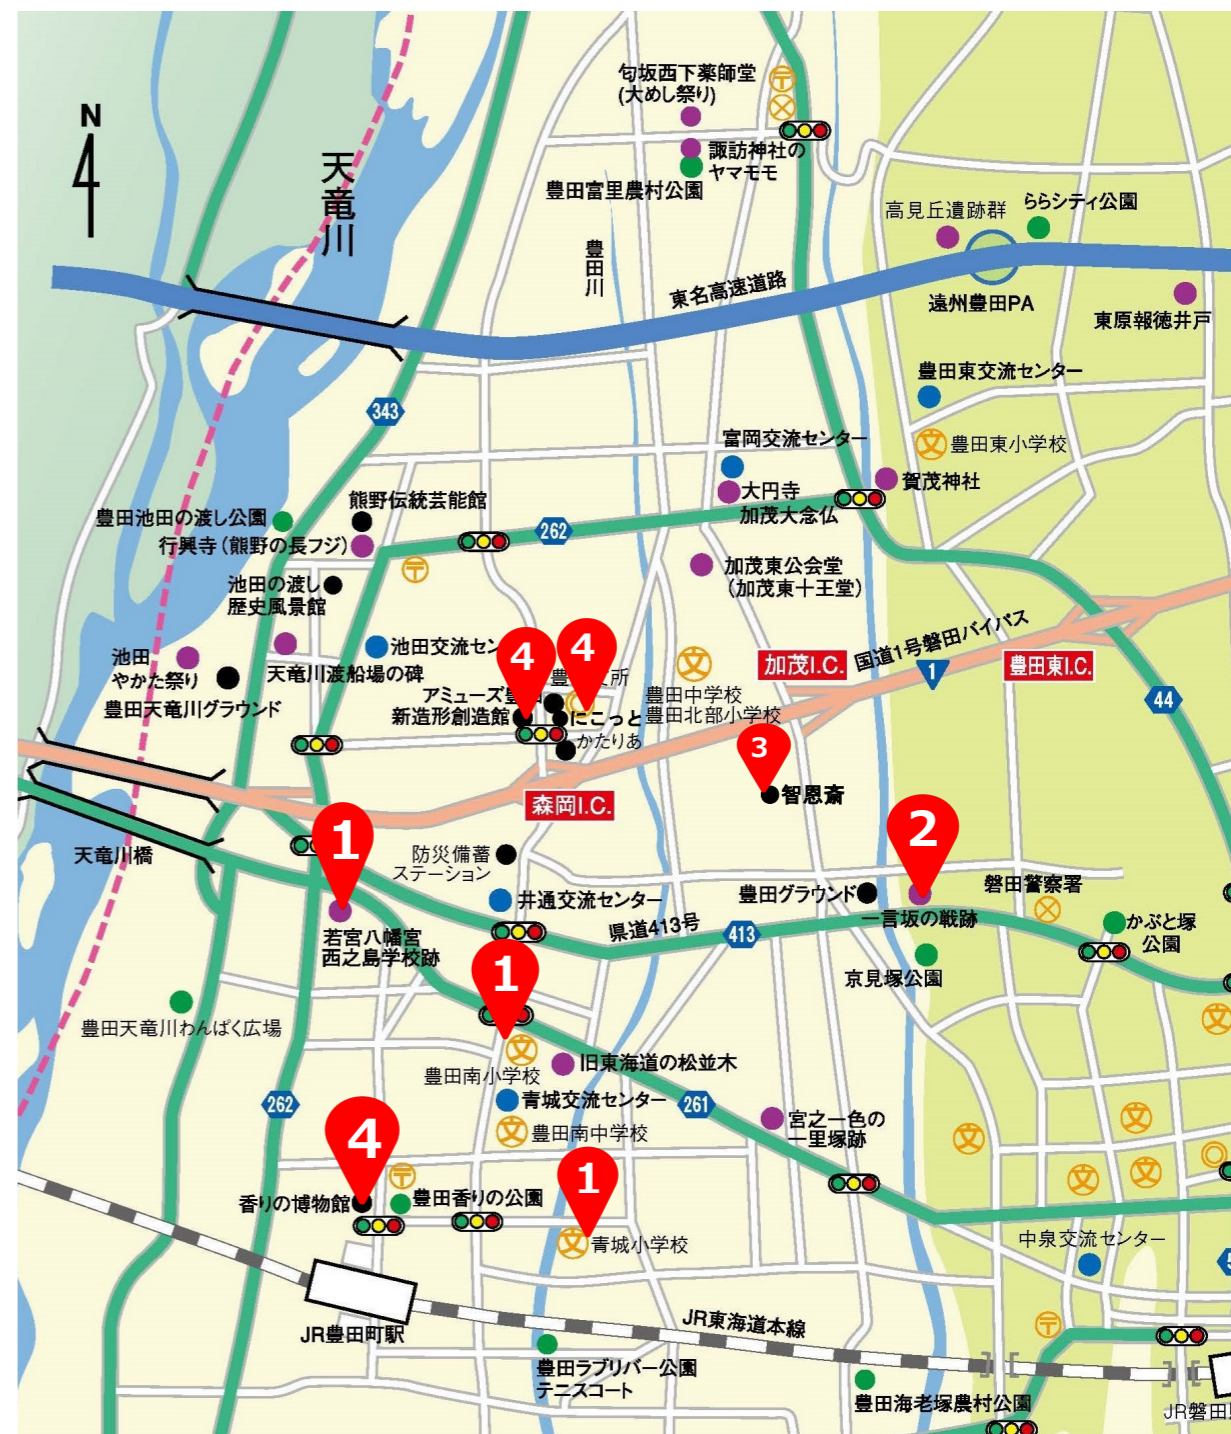 匂坂西下薬師堂
(大めし祭り)
N
天竜川
諏訪神社の
ヤマモモ
豊田富里農村公園
高見丘遺跡群
ららシティ公園
豊田川
東名高速道路
遠州豊田PA
東原報徳井戸
豊田東交流センター
343
富岡交流センター
豊田東小学校
賀茂神社
大円寺
加茂大念仏
熊野伝統芸能館
豊田池田の渡し公園
行興寺(熊野の長フジ)
262
池田の渡し
歴史風景館
加茂東公会堂
(加茂東十王堂)
国道1号磐田バイパス
池田交流セン
4
4
池田
やかた祭り
天竜川渡船場の碑
豊田天竜川グラウンド
加茂I.C.
1
豊田東I.C.
44
豊田中学校
豊田北部小学校
アミューズ豊
新造形創造館
にこっと
かたりあ
3
智恩斎
森岡I.C.
天竜川橋
1
2
防災備蓄
ステーション
井通交流センター
豊田グラウンド
磐田警察署
一言坂の戦跡
かぶと塚
公園
若宮八幡宮
西之島学校跡
県道413号
413
京見塚公園
1
豊田天竜川わんぱく広場
豊田南小学校
旧東海道の松並木
262
青城交流センター
261
宮之一色の
一里塚跡
豊田南中学校
4
1
香りの博物館
豊田香りの公園
青城小学校
中泉交流センター
JR豊田町駅
JR東海道本線
豊田ラブリバー公園
テニスコート
豊田海老塚農村公園
JR磐田